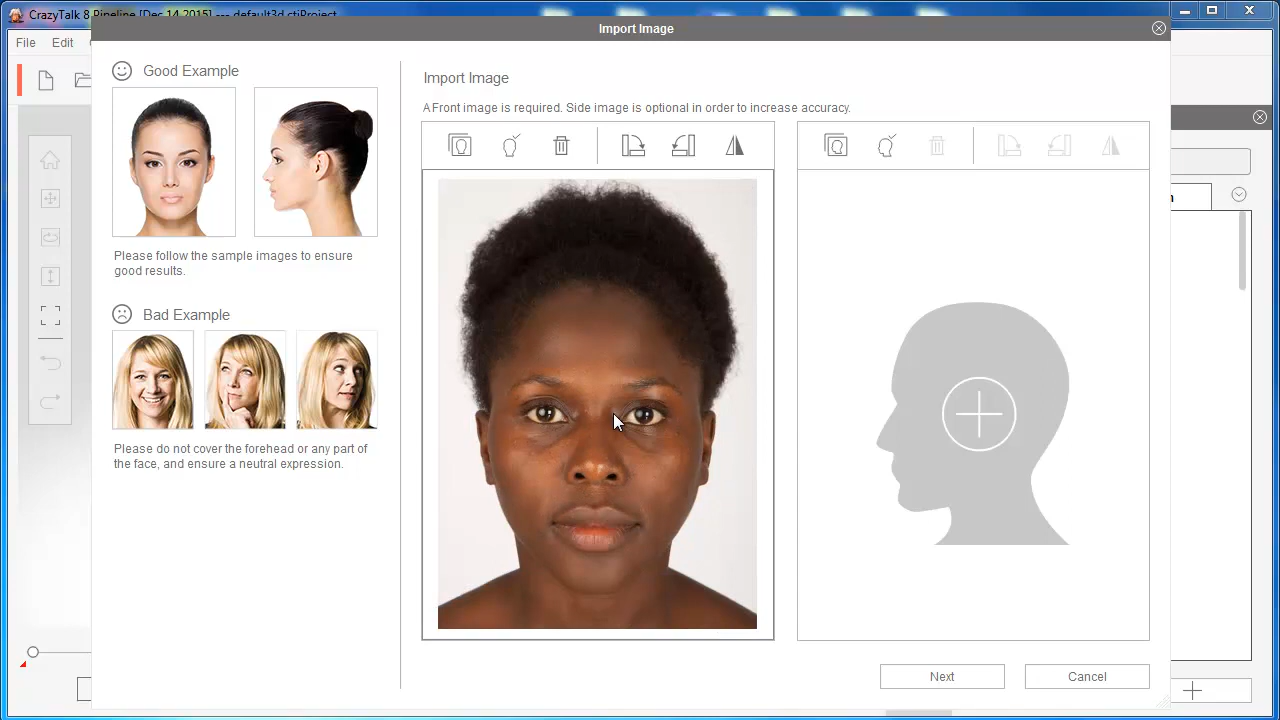 CrazyTalk 8 Pipeline [Dec 14 2015] --- default3d.ctiProject
Import Image
File Edit
Good Example
Please follow the sample images to ensure
good results.
Bad Example
Please do not cover the forehead or any part of
the face, and ensure a neutral expression.
Import Image
A Front image is required. Side image is optional in order to increase accuracy.
Next
Cancel